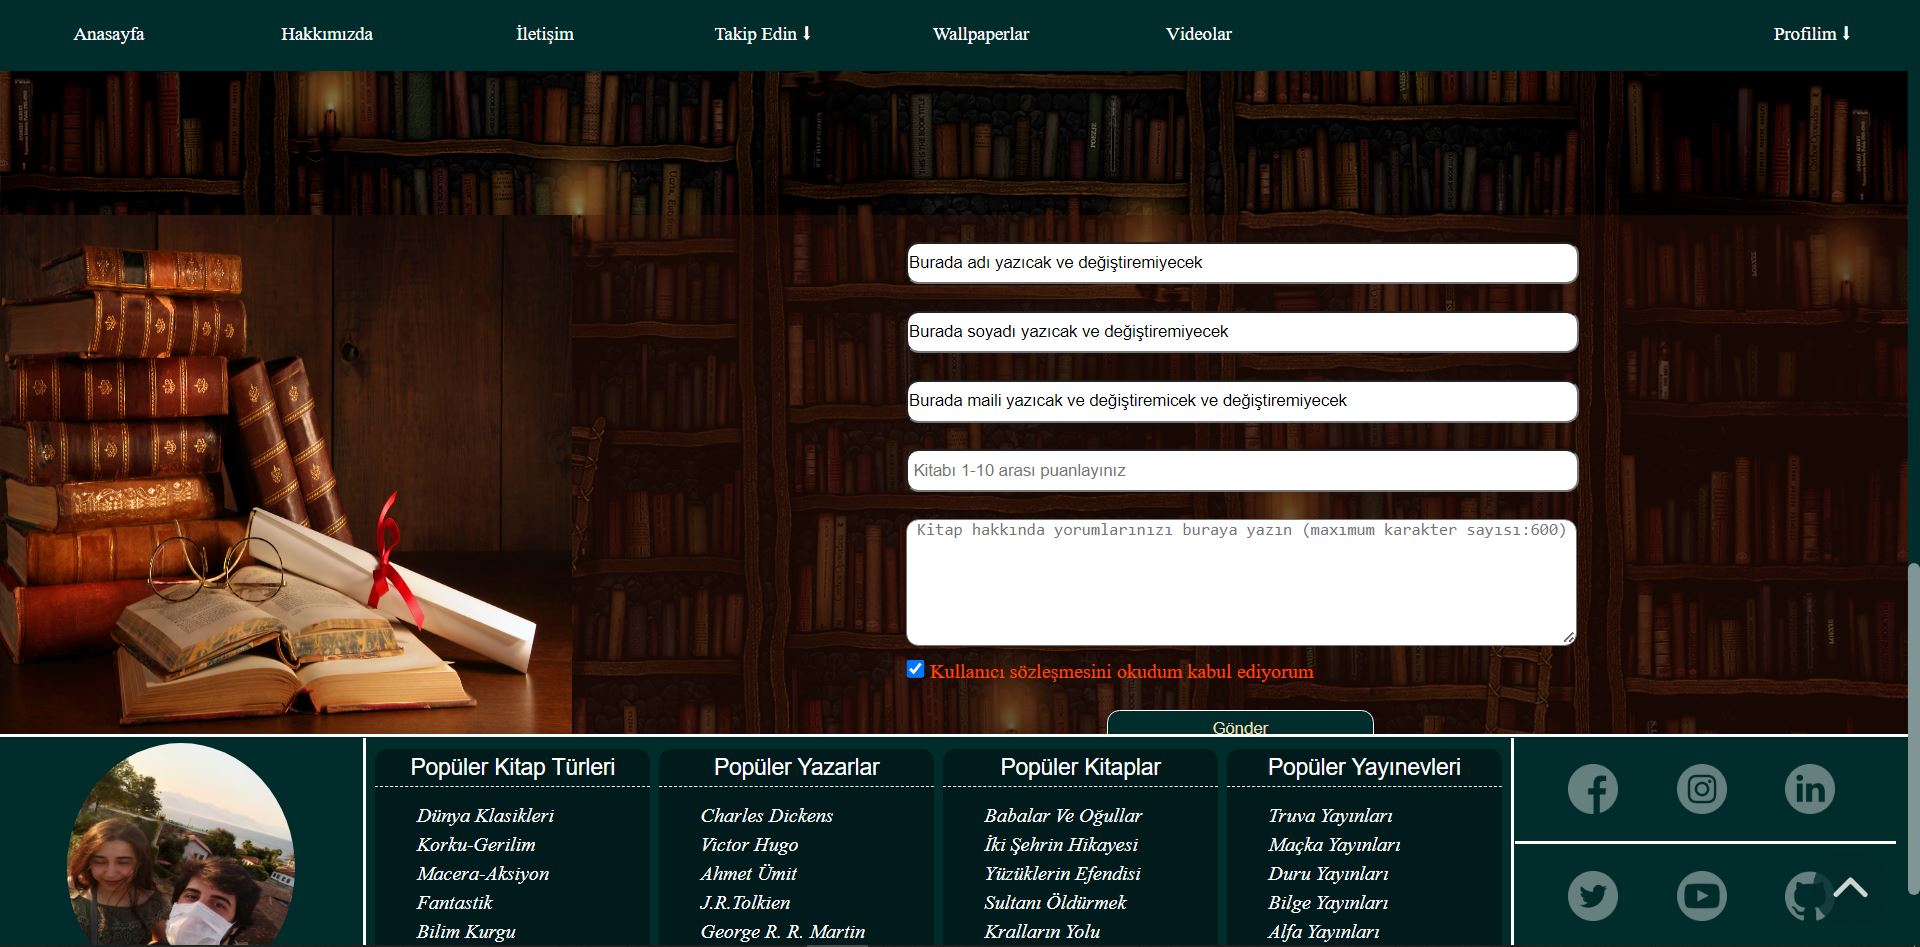 Anasayfa
Hakkımızda
İletişim
Takip Edin ⬇
Wallpaperlar
Videolar
Profilim ⬇
Burada adı yazıcak ve değiştiremiyecek
Burada soyadı yazıcak ve değiştiremiyecek
Burada maili yazıcak ve değiştiremicek ve değiştiremiyecek
Kitabı 1-10 arası puanlayınız
Kitap hakkında yorumlarınızı buraya yazın (maxımum karakter sayısı:600)
Kullanıcı sözleşmesini okudum kabul ediyorum
Gönder
Popüler Kitap Türleri
Dünya Klasikleri
Korku-Gerilim
Macera-Aksiyon
Fantastik
Bilim Kurgu
Popüler Yazarlar
Charles Dickens
Victor Hugo
Ahmet Ümit
J.R.Tolkien
George R. R. Martin
Popüler Kitaplar
Babalar Ve Oğullar
İki Şehrin Hikayesi
Yüzüklerin Efendisi
Sultanı Öldürmek
Kralların Yolu
Popüler Yayınevleri
Truva Yayınları
Maçka Yayınları
Duru Yayınları
Bilge Yayınları
Alfa Yayınları